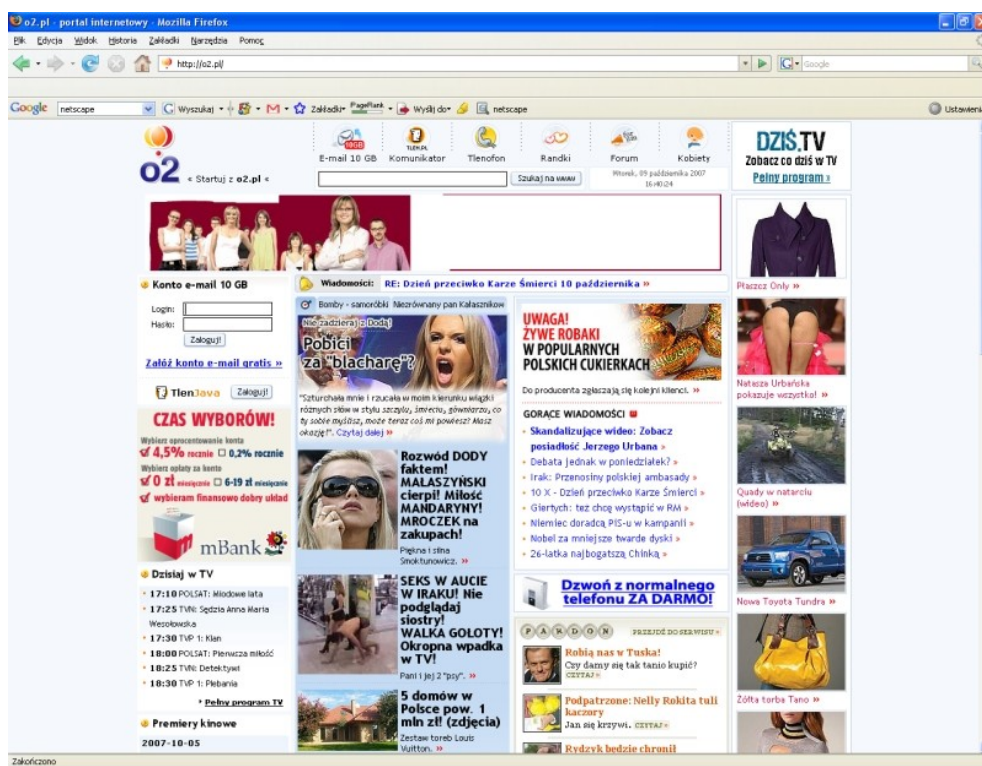 o2.pl - portal internetowy - Mozilla Firefox
Plik Edycja Widok Historia Zakładki Narzędzia Pomoc
http://o2.pl/
Google
Google netscape Wyszukaj Zakładki PageRank Wyślij do netscape Ustawienia
o2
« Startuj z o2.pl «
10GB
TLEN.PL
E-mail 10 GB Komunikator Tlenofon Randki Forum Kobiety
Szukaj na WWW
Wtorek, 09 października 2007
16:40:24
DZIŚ.TV
Zobacz co dziś w TV
Pełny program »
Konto e-mail 10 GB
Login:
Hasło:
Zaloguj!
Załóż konto e-mail gratis »
TlenJava Zaloguj!
CZAS WYBORÓW!
Wybierz oprocentowanie konta
4,5% rocznie 0,2% rocznie
Wybierz opłaty za konto
0 zł miesięcznie 6-19 zł miesięcznie
wybieram finansowo dobry układ
mBank
Dzisiaj w TV
17:10 POLSAT: Miodowe lata
17:25 TVN: Sędzia Anna Maria
Wesołowska
17:30 TVP 1: Klan
18:00 POLSAT: Pierwsza miłość
18:25 TVN: Detektywi
18:30 TVP 1: Plebania
Pełny program TV
Premiery kinowe
2007-10-05
Wiadomości: RE: Dzień przeciwko Karze Śmierci 10 października »
Bomby - samoróbki Niezrównany pan Kałasznikow
Nie zadzieraj z Dodą!
Pobici
za "blacharę"?
"Szturchała mnie i rzucała w moim kierunku wiązki
różnych słów w stylu szczylu, śmieciu, gówniarzu, co
ty sobie myślisz, może teraz coś mi powiesz? Masz
okazję!". Czytaj dalej »
Rozwód DODY
faktem!
MAŁASZYŃSKI
cierpi! Miłość
MANDARYNY!
MROCZEK na
zakupach!
Piękna i silna
Smoktunowicz. »
SEKS W AUCIE
W IRAKU! Nie
podglądaj
siostry!
WALKA GOŁOTY!
Okropna wpadka
w TV!
Pani i jej 2 "psy". »
5 domów w
Polsce pow. 1
mln zł! (zdjęcia)
Zestaw toreb Louis
Vuitton. »
UWAGA!
ŻYWE ROBAKI
W POPULARNYCH
POLSKICH CUKIERKACH
Do producenta zgłaszają się kolejni klienci. »
GORĄCE WIADOMOŚCI
Skandalizujące wideo: Zobacz
posiadłość Jerzego Urbana »
Debata jednak w poniedziałek? »
Irak: Przenosiny polskiej ambasady »
10 X - Dzień przeciwko Karze Śmierci »
Giertych: też chcę wystąpić w RM »
Niemiec doradcą PIS-u w kampanii »
Nobel za mniejsze twarde dyski »
26-latka najbogatszą Chinką »
Dzwoń z normalnego
telefonu ZA DARMO!
PARDON PRZEJDŹ DO SERWISU »
Robią nas w Tuska!
Czy damy się tak tanio kupić?
CZYTAJ »
Podpatrzone: Nelly Rokita tuli
kaczory
Jan się krzywi. CZYTAJ »
Rydzyk będzie chronił
Płaszcz Only »
Natasza Urbańska
pokazuje wszystko! »
Quady w natarciu
(wideo) »
Nowa Toyota Tundra »
Żółta torba Tano »
Zakończono